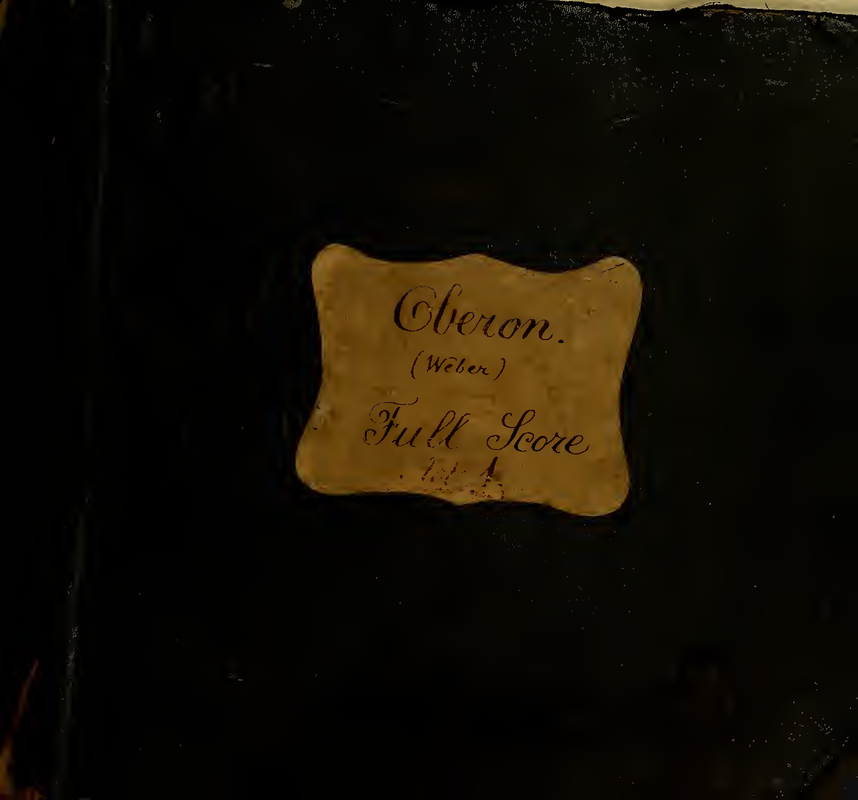 Oberon.
(Weber)
Full Score